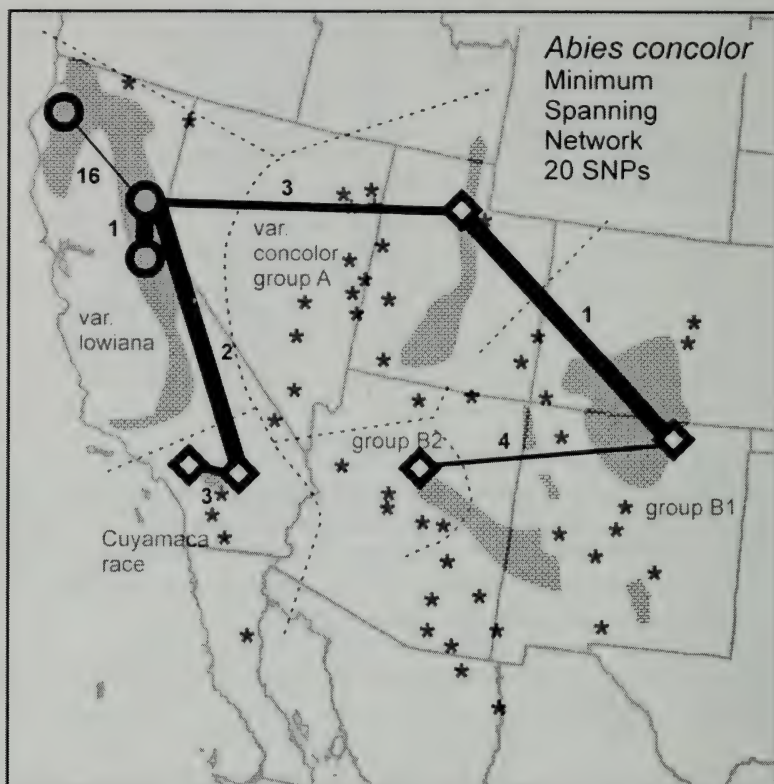 Abies concolor
Minimum
Spanning
Network
20 SNPs
16
3
1
var.
concolor
group A
var.
lowiana
2
1
group B2
4
3
group B1
Cuyamaca
race